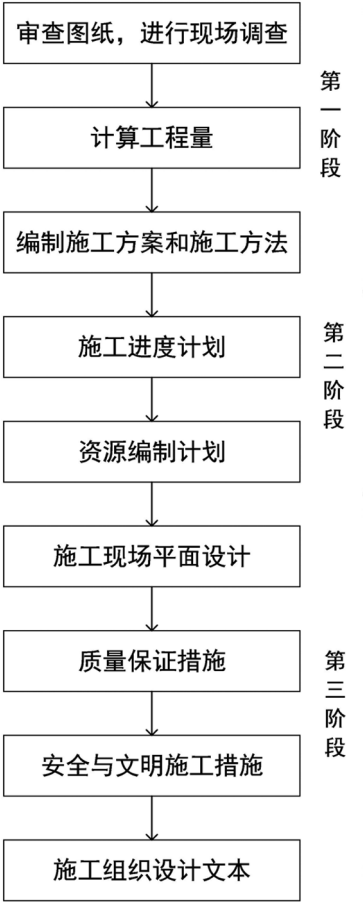 审查图纸，进行现场调查
第一阶段
计算工程量
编制施工方案和施工方法
施工进度计划
第二阶段
资源编制计划
施工现场平面设计
质量保证措施
第三阶段
安全与文明施工措施
施工组织设计文本